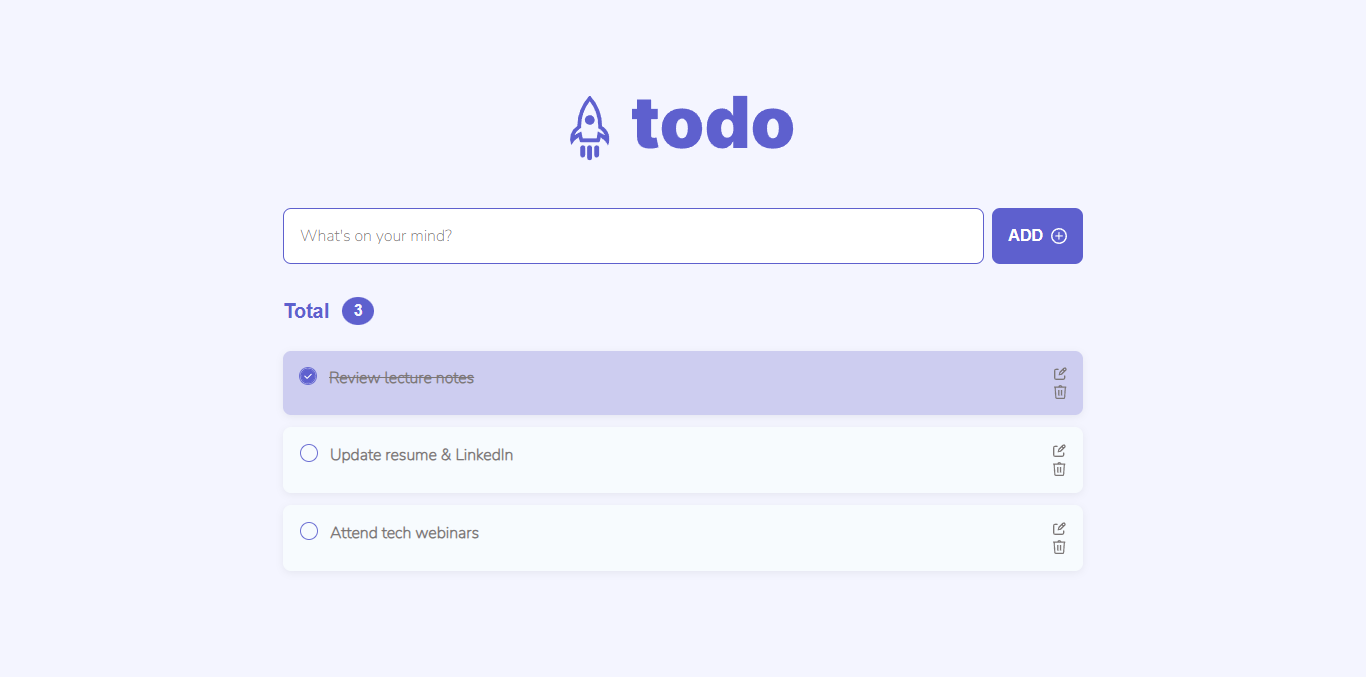 todo
What's on your mind?
ADD
Total 3
Review lecture notes
Update resume & LinkedIn
Attend tech webinars